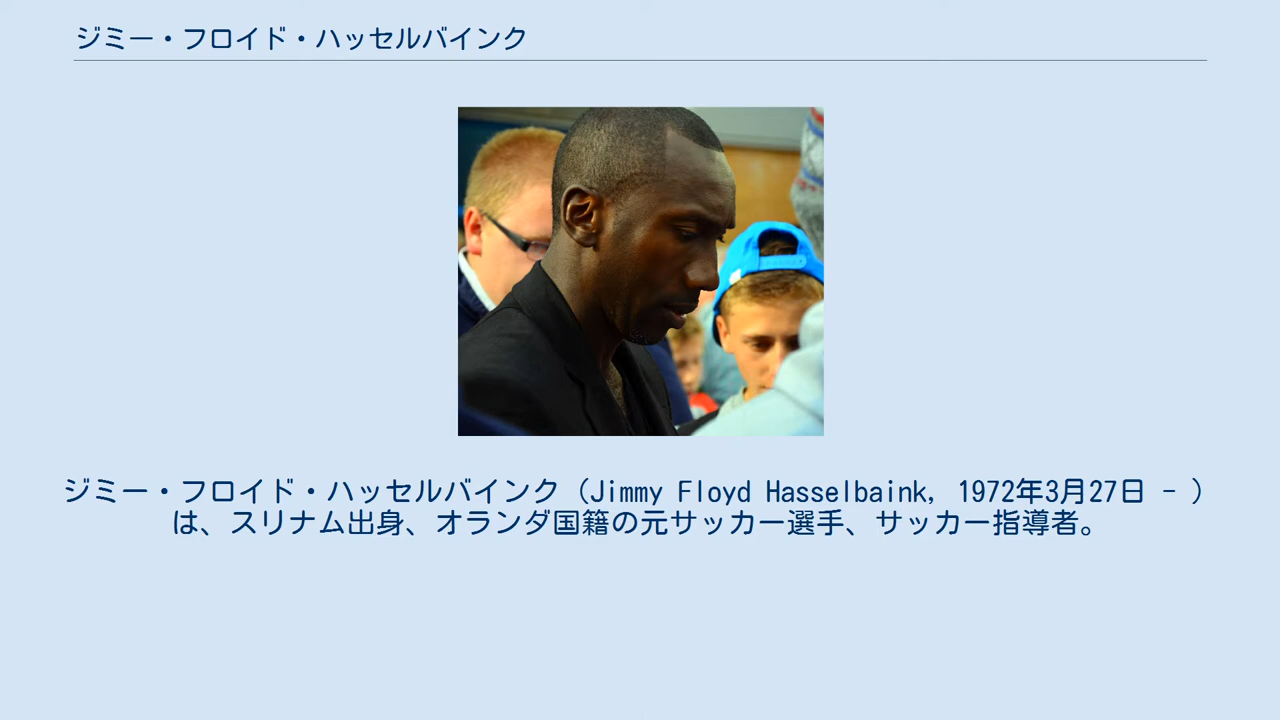 ジミー・フロイド・ハッセルバインク
ジミー・フロイド・ハッセルバインク（Jimmy Floyd Hasselbaink, 1972年3月27日 - ）
は、スリナム出身、オランダ国籍の元サッカー選手、サッカー指導者。